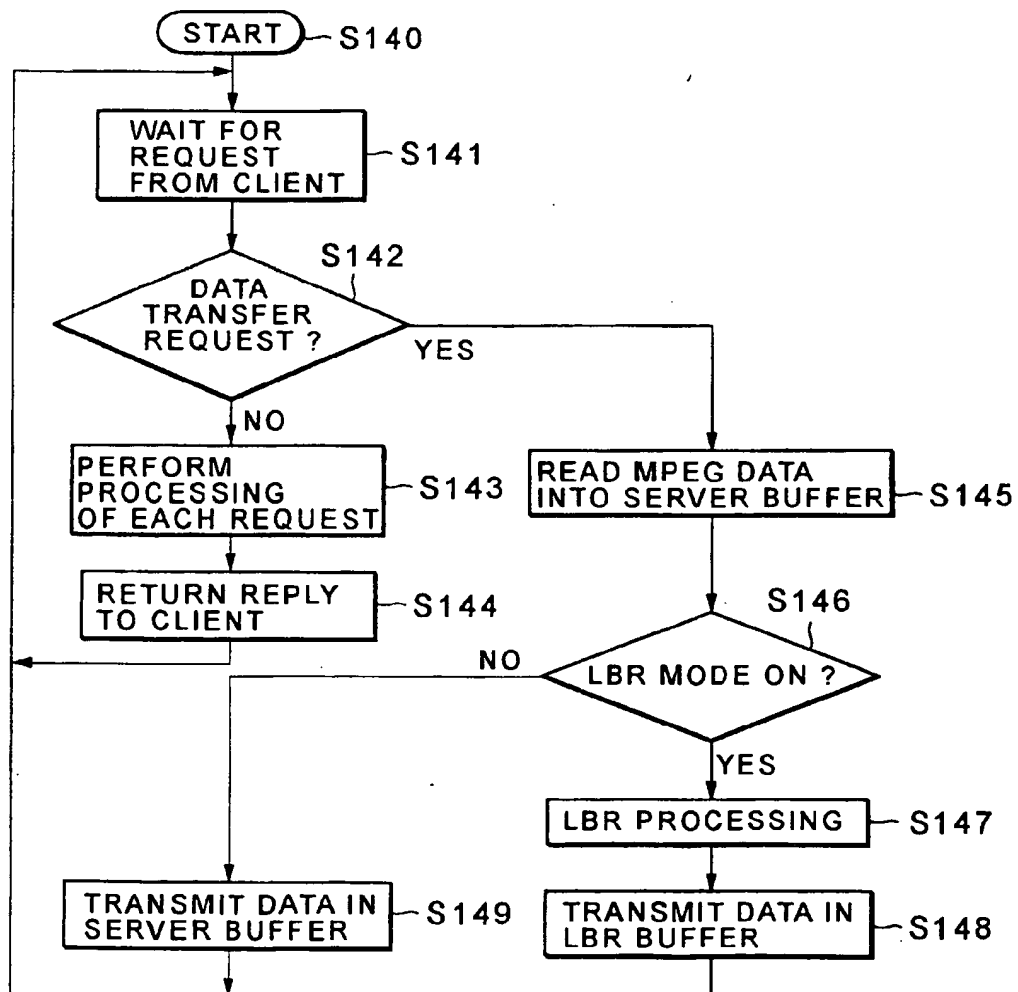 START
S140
WAIT FOR
REQUEST
FROM CLIENT
S141
S142
DATA
TRANSFER
REQUEST ?
YES
NO
PERFORM
PROCESSING
OF EACH REQUEST
S143
READ MPEG DATA
INTO SERVER BUFFER
S145
RETURN REPLY
TO CLIENT
S144
S146
NO
LBR MODE ON ?
YES
LBR PROCESSING
S147
TRANSMIT DATA IN
SERVER BUFFER
S149
TRANSMIT DATA IN
LBR BUFFER
S148